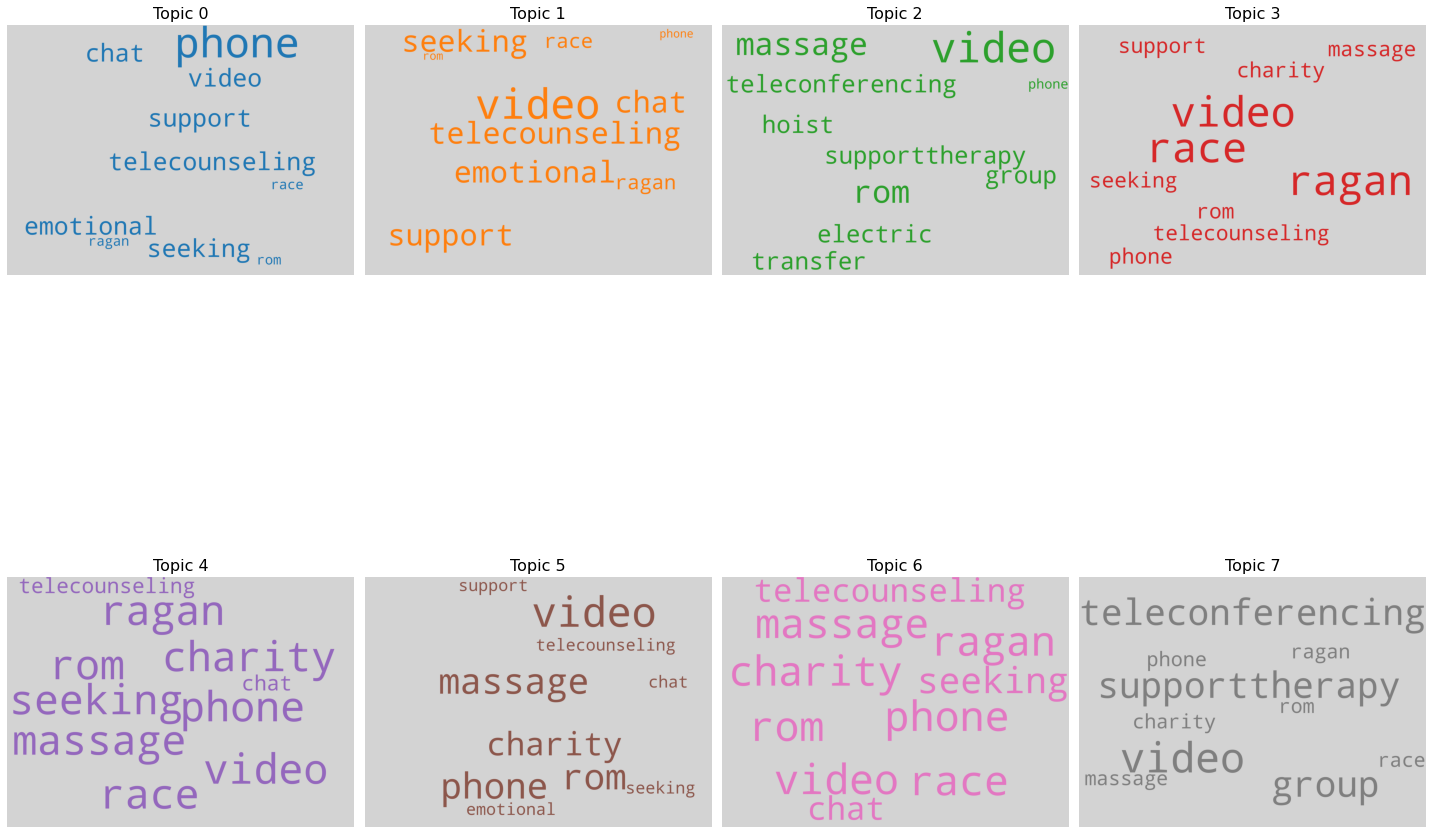 Topic 0
phone
chat
video
support
telecounseling
race
emotional
ragan
seeking
rom
Topic 1
phone
seeking
race
rom
video
chat
telecounseling
emotional
ragan
support
Topic 2
massage
video
teleconferencing
phone
hoist
supporttherapy
group
rom
electric
transfer
Topic 3
support
massage
charity
video
race
seeking
ragan
rom
telecounseling
phone
Topic 4
telecounseling
ragan
rom
charity
chat
seeking
phone
massage
video
race
Topic 5
support
video
telecounseling
massage
chat
charity
phone
rom
seeking
emotional
Topic 6
telecounseling
massage
ragan
charity
seeking
rom
phone
video
race
chat
Topic 7
teleconferencing
phone
ragan
supporttherapy
rom
charity
video
race
massage
group